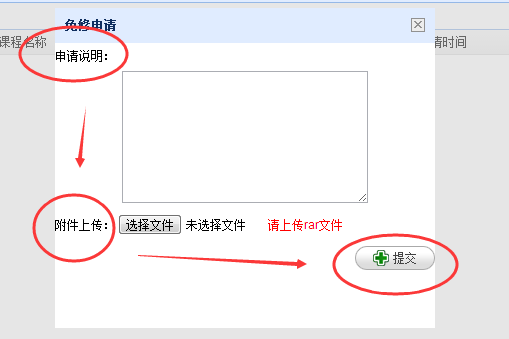 免修申请
课程名称
请时间
申请说明：
附件上传： 选择文件 未选择文件 请上传rar文件
提交